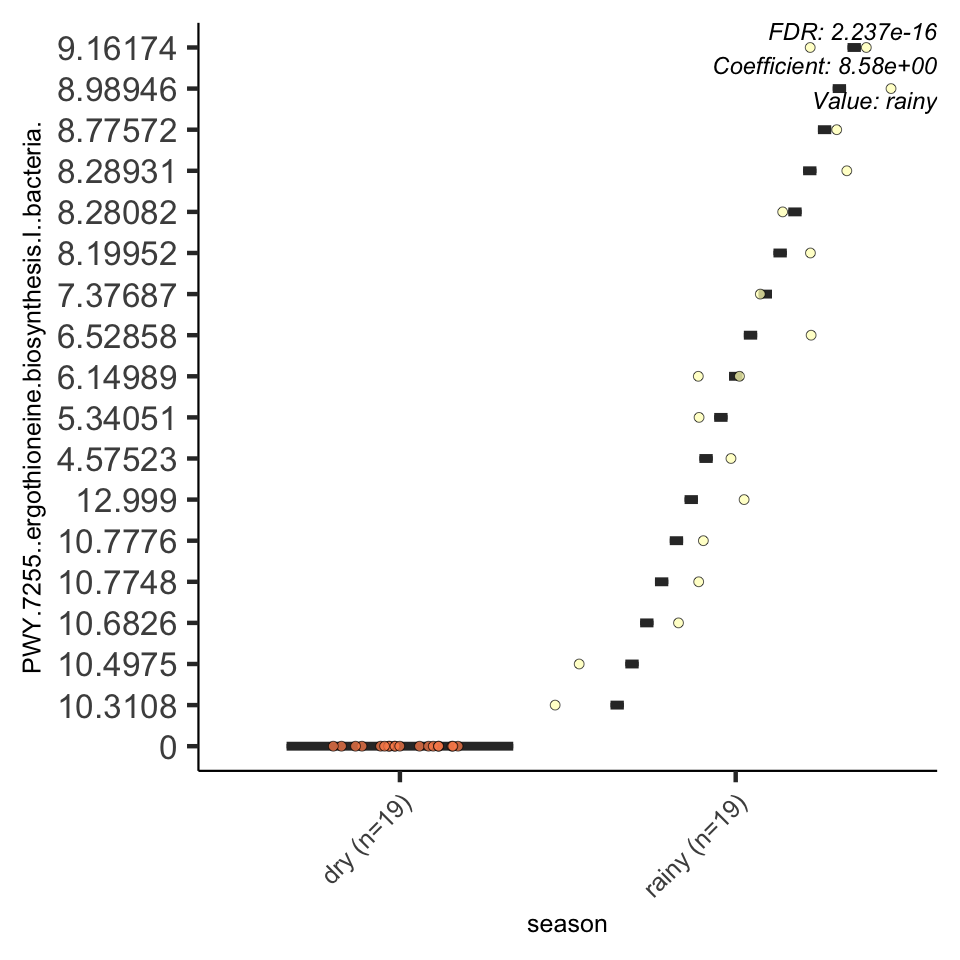 FDR: 2.237e-16
Coefficient: 8.58e+00
Value: rainy
PWY.7255..ergothioneine.biosynthesis.I..bacteria.
9.16174
8.98946
8.77572
8.28931
8.28082
8.19952
7.37687
6.52858
6.14989
5.34051
4.57523
12.999
10.7776
10.7748
10.6826
10.4975
10.3108
0
dry (n=19)
rainy (n=19)
season